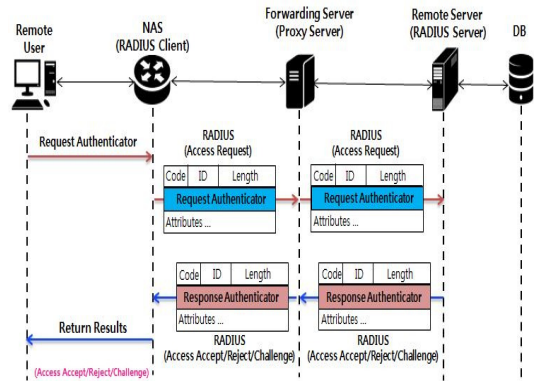 Remote
User
NAS
(RADIUS Client)
Forwarding Server
(Proxy Server)
Remote Server
(RADIUS Server)
DB
Request Authenticator
RADIUS
(Access Request)
Code ID Length
Request Authenticator
Attributes ...
RADIUS
(Access Request)
Code ID Length
Request Authenticator
Attributes ...
Code ID Length
Response Authenticator
Attributes ...
RADIUS
(Access Accept/Reject/Challenge)
Code ID Length
Response Authenticator
Attributes ...
RADIUS
(Access Accept/Reject/Challenge)
Return Results
(Access Accept/Reject/Challenge)